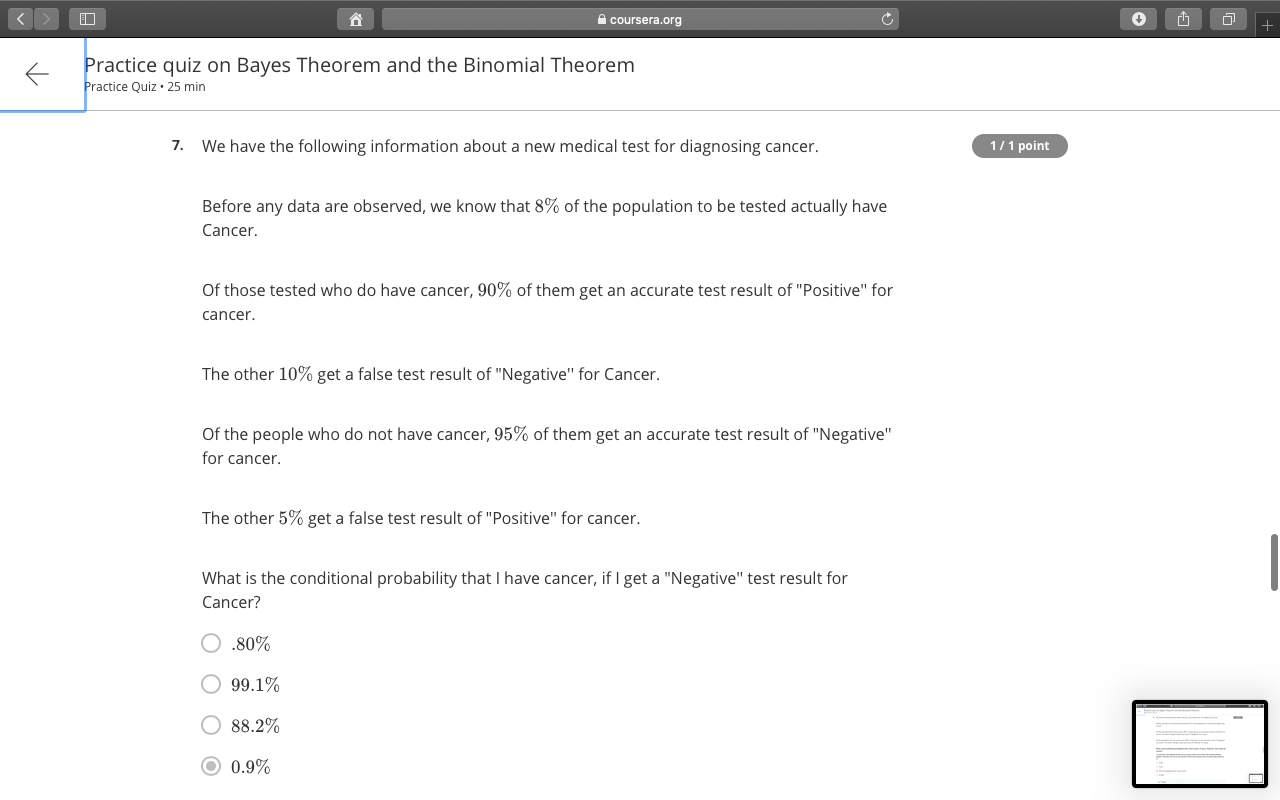 coursera.org
Practice quiz on Bayes Theorem and the Binomial Theorem
Practice Quiz • 25 min
7. We have the following information about a new medical test for diagnosing cancer.
1 / 1 point
Before any data are observed, we know that 8% of the population to be tested actually have
Cancer.
Of those tested who do have cancer, 90% of them get an accurate test result of "Positive" for
cancer.
The other 10% get a false test result of "Negative" for Cancer.
Of the people who do not have cancer, 95% of them get an accurate test result of "Negative"
for cancer.
The other 5% get a false test result of "Positive" for cancer.
What is the conditional probability that I have cancer, if I get a "Negative" test result for
Cancer?
.80%
99.1%
88.2%
0.9%